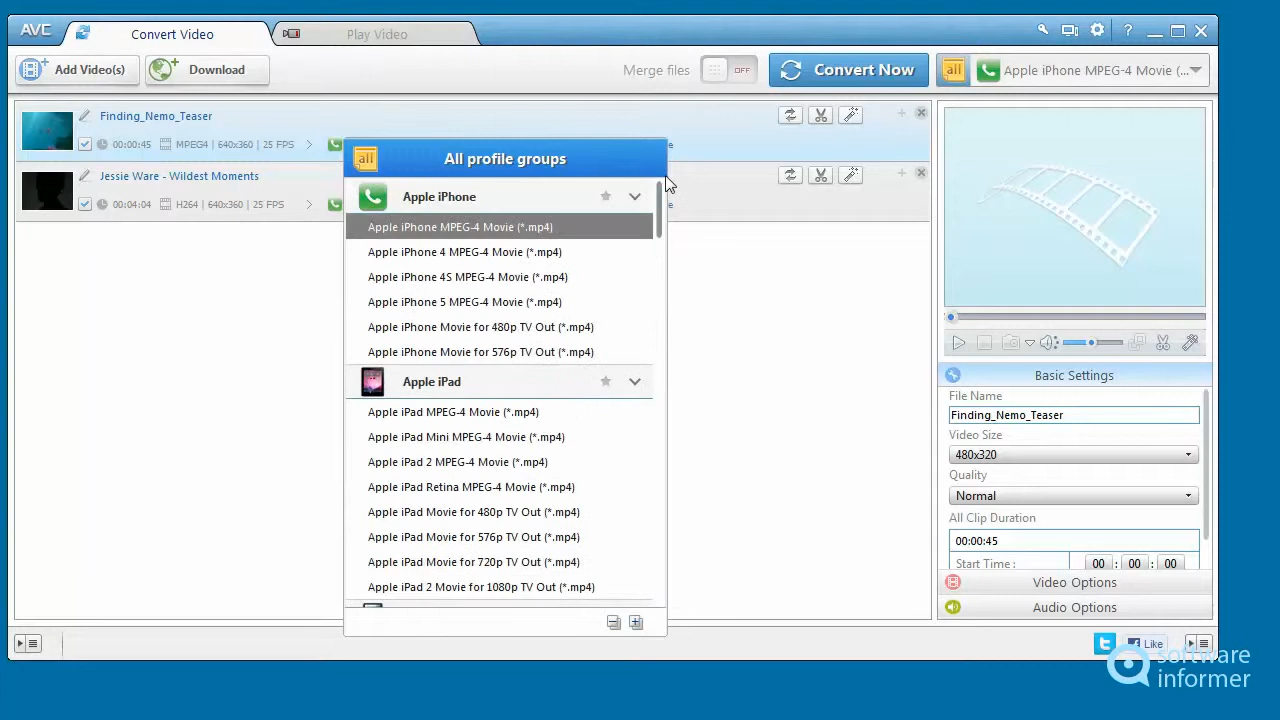 AVC
Convert Video
Play Video
?
Add Video(s)
Download
Merge files
OFF
Convert Now
all
Apple iPhone MPEG-4 Movie (...
Finding_Nemo_Teaser
00:00:45 MPEG4 | 640x360 | 25 FPS
Jessie Ware - Wildest Moments
00:04:04 H264 | 640x360 | 25 FPS
all
All profile groups
Apple iPhone
Apple iPhone MPEG-4 Movie (*.mp4)
Apple iPhone 4 MPEG-4 Movie (*.mp4)
Apple iPhone 4S MPEG-4 Movie (*.mp4)
Apple iPhone 5 MPEG-4 Movie (*.mp4)
Apple iPhone Movie for 480p TV Out (*.mp4)
Apple iPhone Movie for 576p TV Out (*.mp4)
Apple iPad
Apple iPad MPEG-4 Movie (*.mp4)
Apple iPad Mini MPEG-4 Movie (*.mp4)
Apple iPad 2 MPEG-4 Movie (*.mp4)
Apple iPad Retina MPEG-4 Movie (*.mp4)
Apple iPad Movie for 480p TV Out (*.mp4)
Apple iPad Movie for 576p TV Out (*.mp4)
Apple iPad Movie for 720p TV Out (*.mp4)
Apple iPad 2 Movie for 1080p TV Out (*.mp4)
Basic Settings
File Name
Finding_Nemo_Teaser
Video Size
480x320
Quality
Normal
All Clip Duration
00:00:45
Start Time : 00 : 00 : 00
Video Options
Audio Options
Like
software
informer